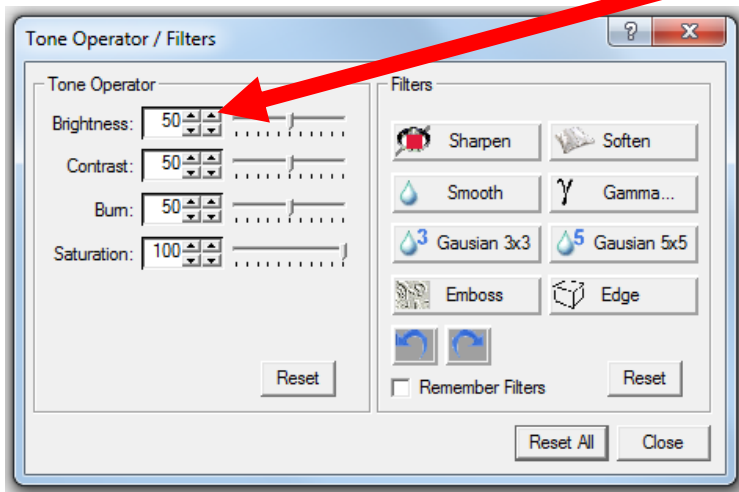 Tone Operator / Filters
? X
Tone Operator
Brightness: 50
Contrast: 50
Burn: 50
Saturation: 100
Reset
Filters
Sharpen Soften
Smooth γ Gamma...
3 Gausian 3x3 5 Gausian 5x5
Emboss Edge
Remember Filters Reset
Reset All Close